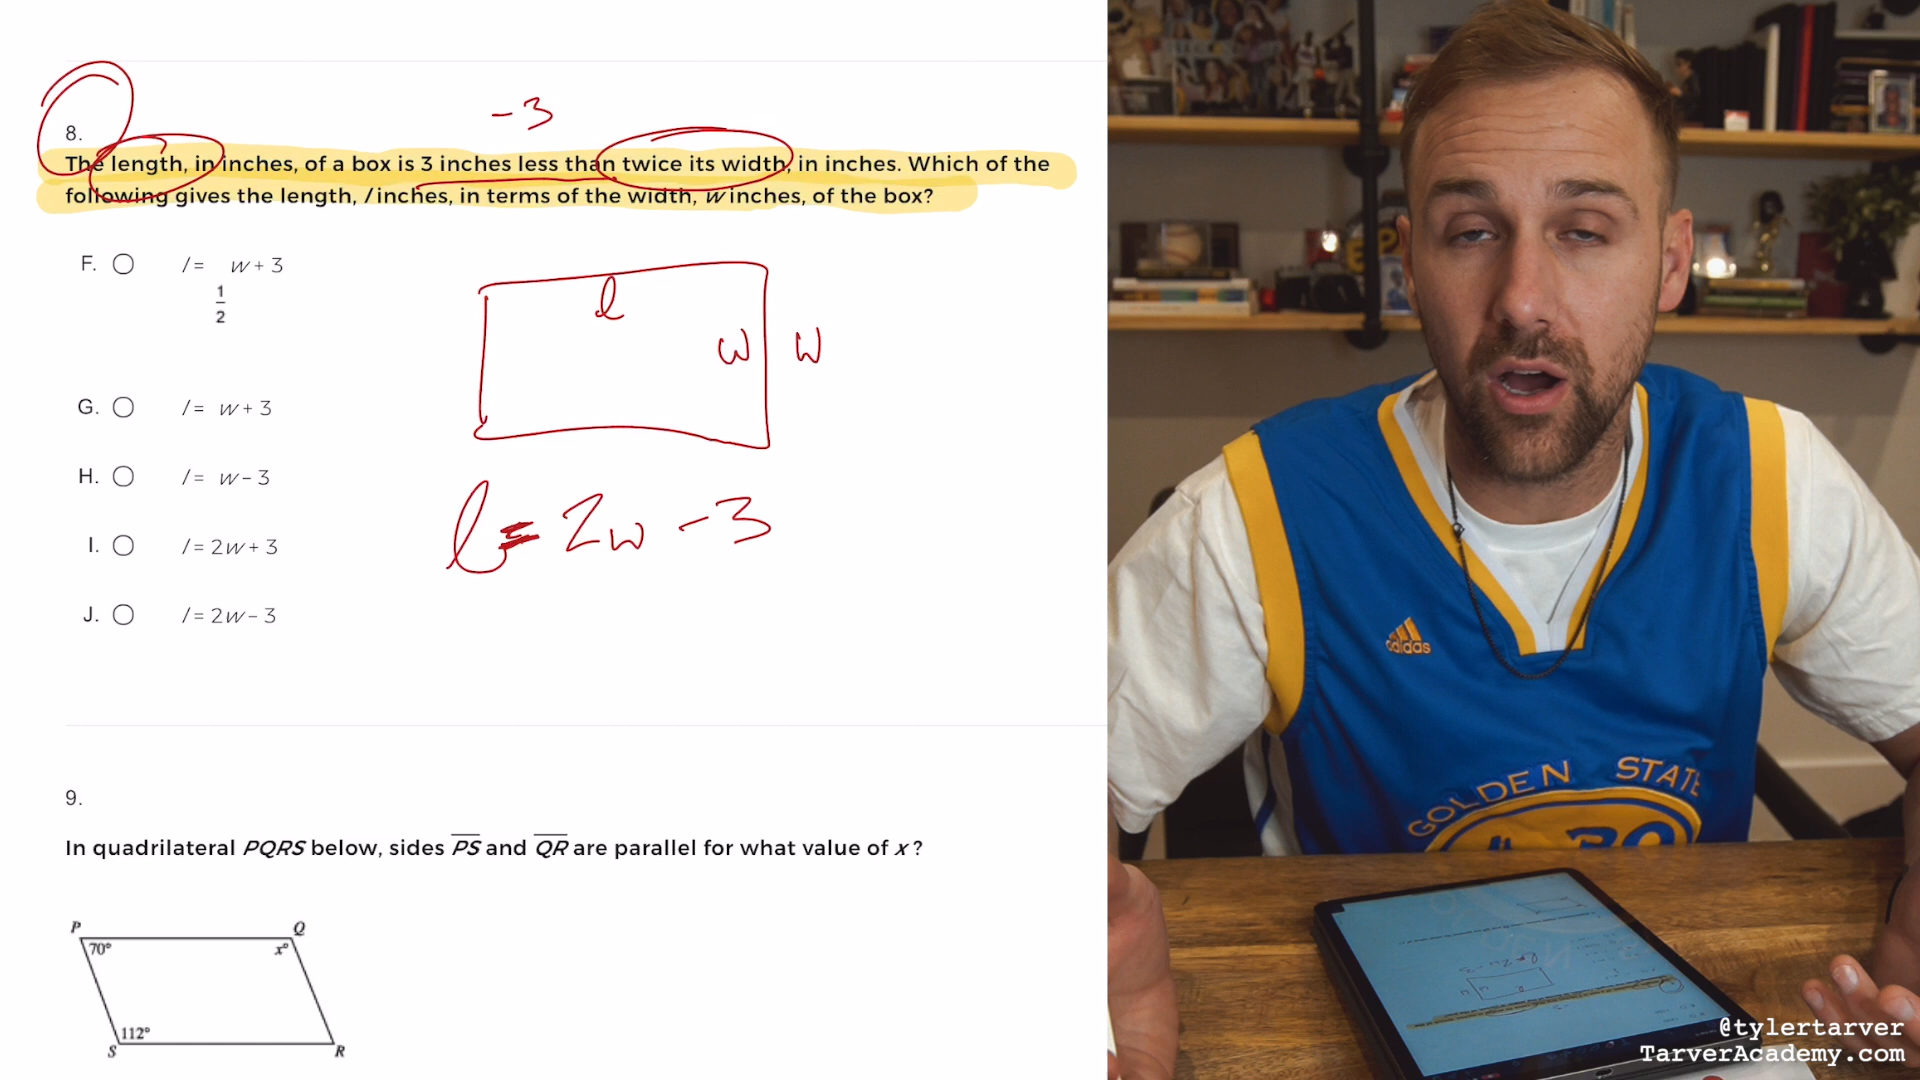 -3
8.
The length, in inches, of a box is 3 inches less than twice its width, in inches. Which of the
following gives the length, l inches, in terms of the width, w inches, of the box?
F. l = w + 3
1
2
G. l = w + 3
H. l = w - 3
I. l = 2w + 3
J. l = 2w - 3
l
w w
l = 2w - 3
9.
In quadrilateral PQRS below, sides PS and QR are parallel for what value of x?
P Q
70° x°
112°
S R
adidas
GOLDEN STATE
30
@tylertarver
TarverAcademy.com